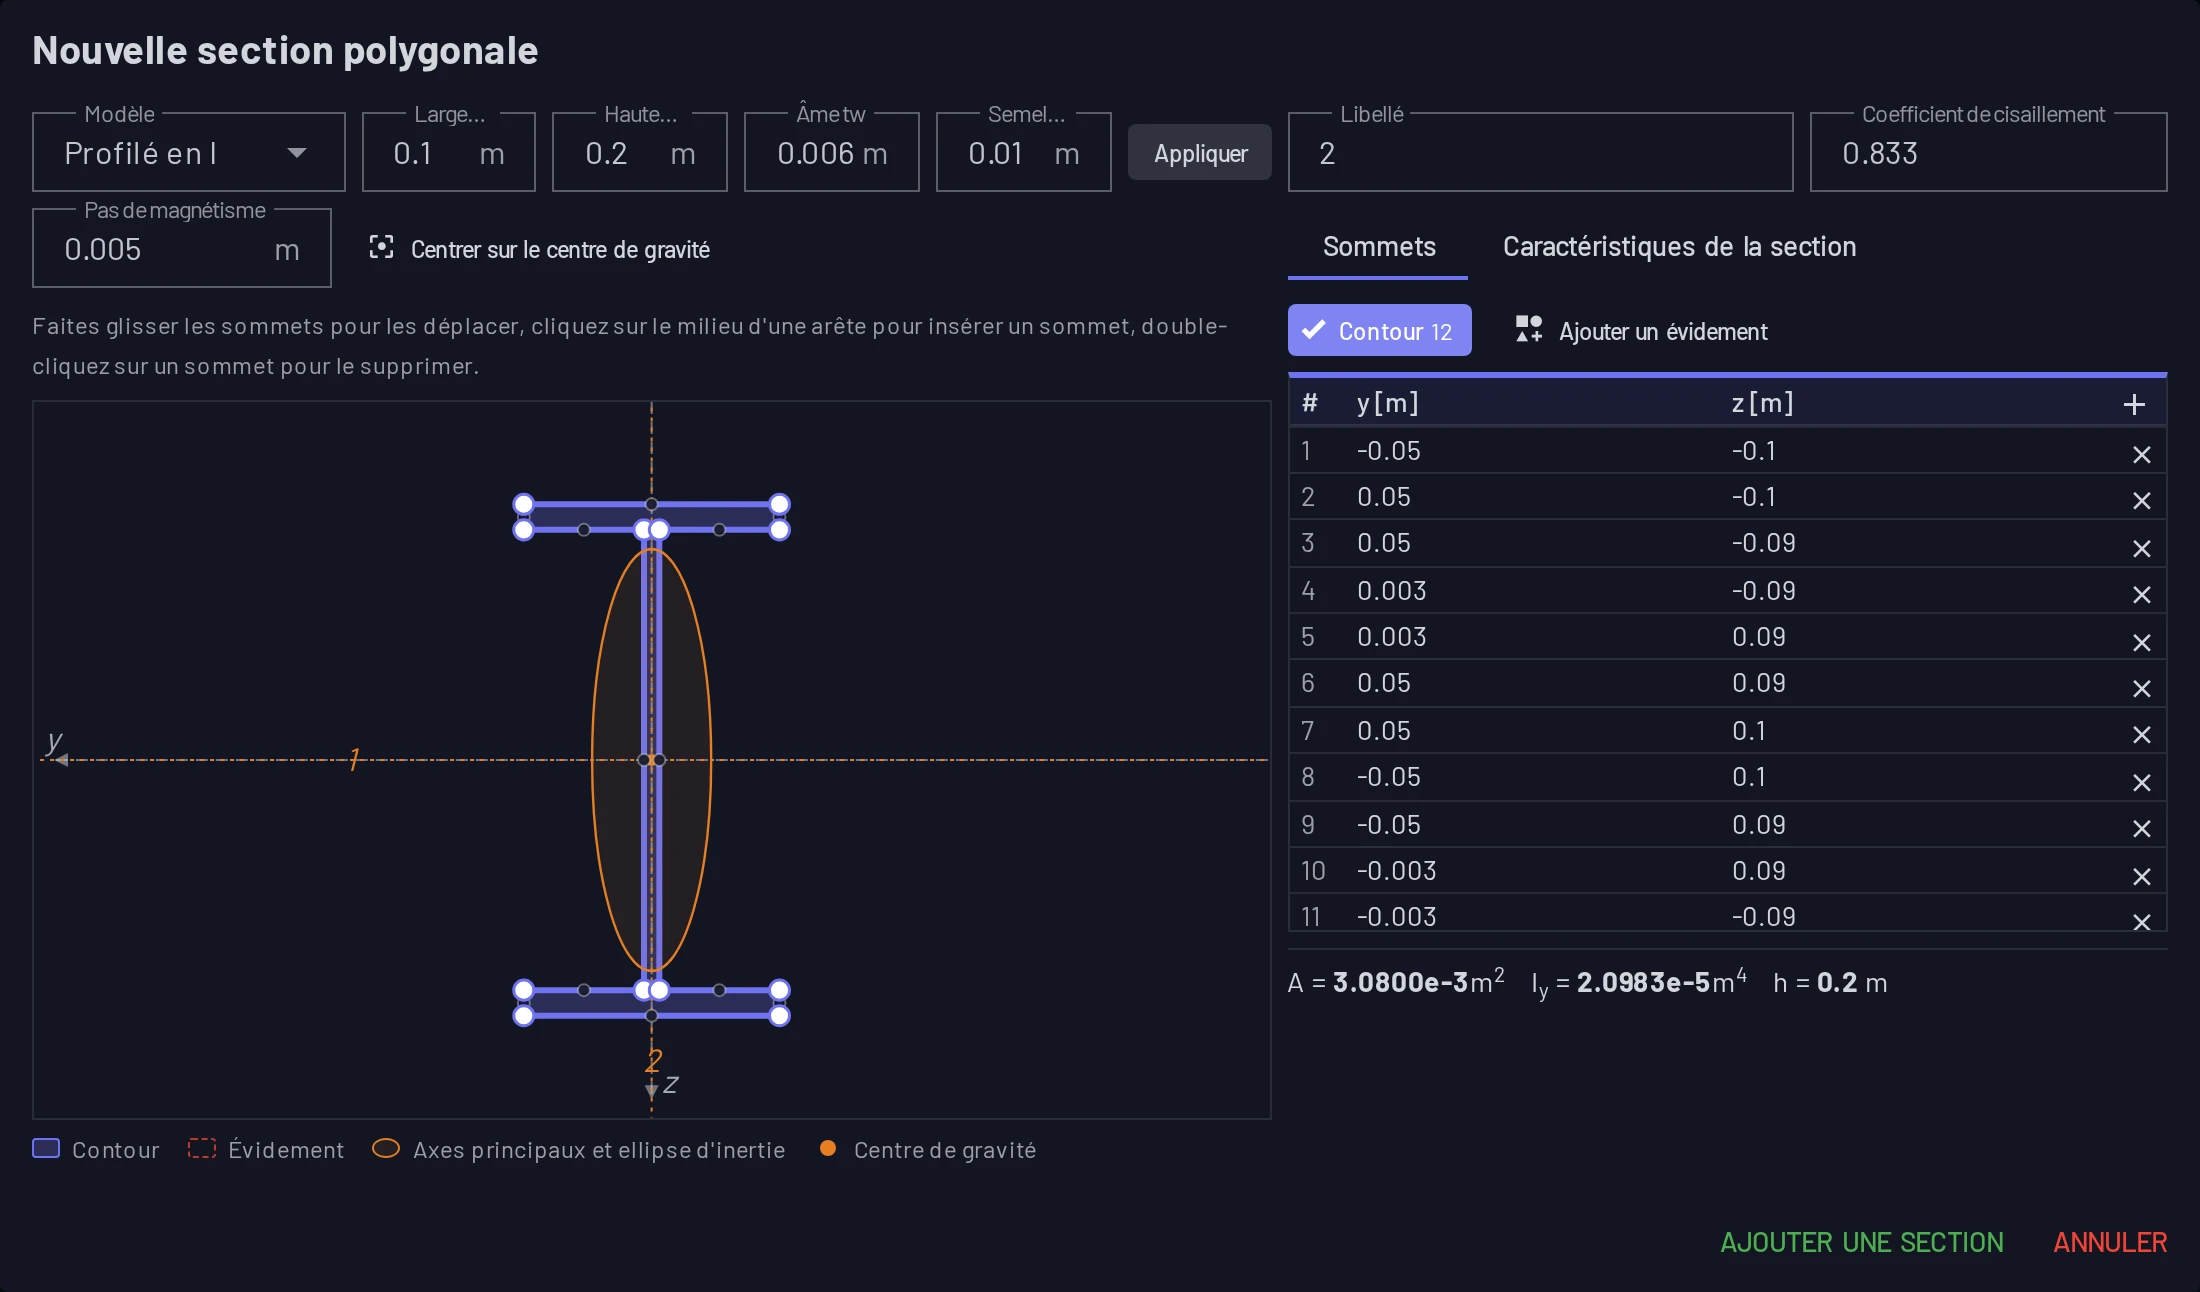 Nouvelle section polygonale
Modèle Large... Haute... Âme tw Semel... Libellé Coefficient de cisaillement
Profilé en I 0.1 m 0.2 m 0.006 m 0.01 m Appliquer 2 0.833
Pas de magnétisme
0.005 m Centrer sur le centre de gravité
Sommets Caractéristiques de la section
Faites glisser les sommets pour les déplacer, cliquez sur le milieu d'une arête pour insérer un sommet, double-
cliquez sur un sommet pour le supprimer.
Contour 12 Ajouter un évidement
# y [m] z [m]
1 -0.05 -0.1
2 0.05 -0.1
3 0.05 -0.09
4 0.003 -0.09
5 0.003 0.09
6 0.05 0.09
7 0.05 0.1
8 -0.05 0.1
9 -0.05 0.09
10 -0.003 0.09
11 -0.003 -0.09
y
1
2
z
A = 3.0800e-3m² Iy = 2.0983e-5m⁴ h = 0.2 m
Contour Évidement Axes principaux et ellipse d'inertie Centre de gravité
AJOUTER UNE SECTION ANNULER